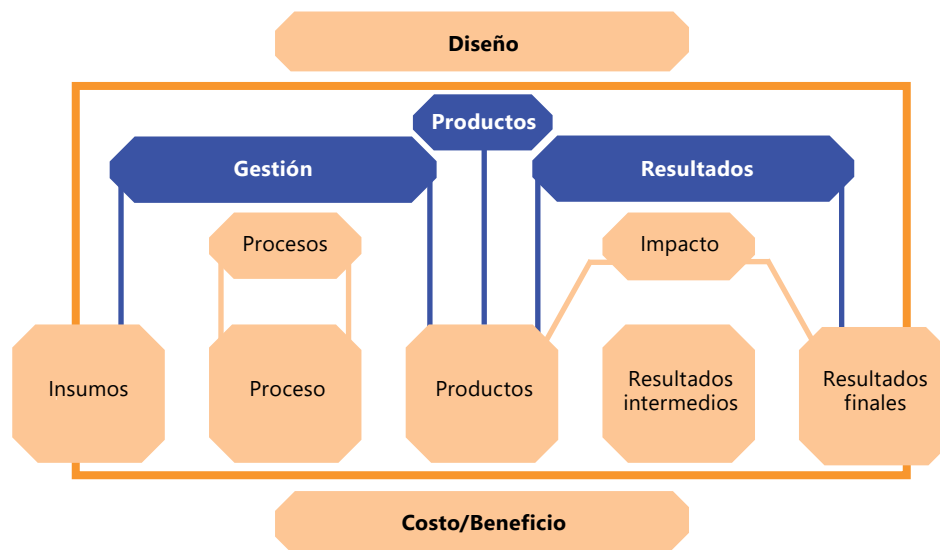 Diseño
Productos
Gestión
Resultados
Procesos
Impacto
Insumos
Proceso
Productos
Resultados
intermedios
Resultados
finales
Costo/Beneficio